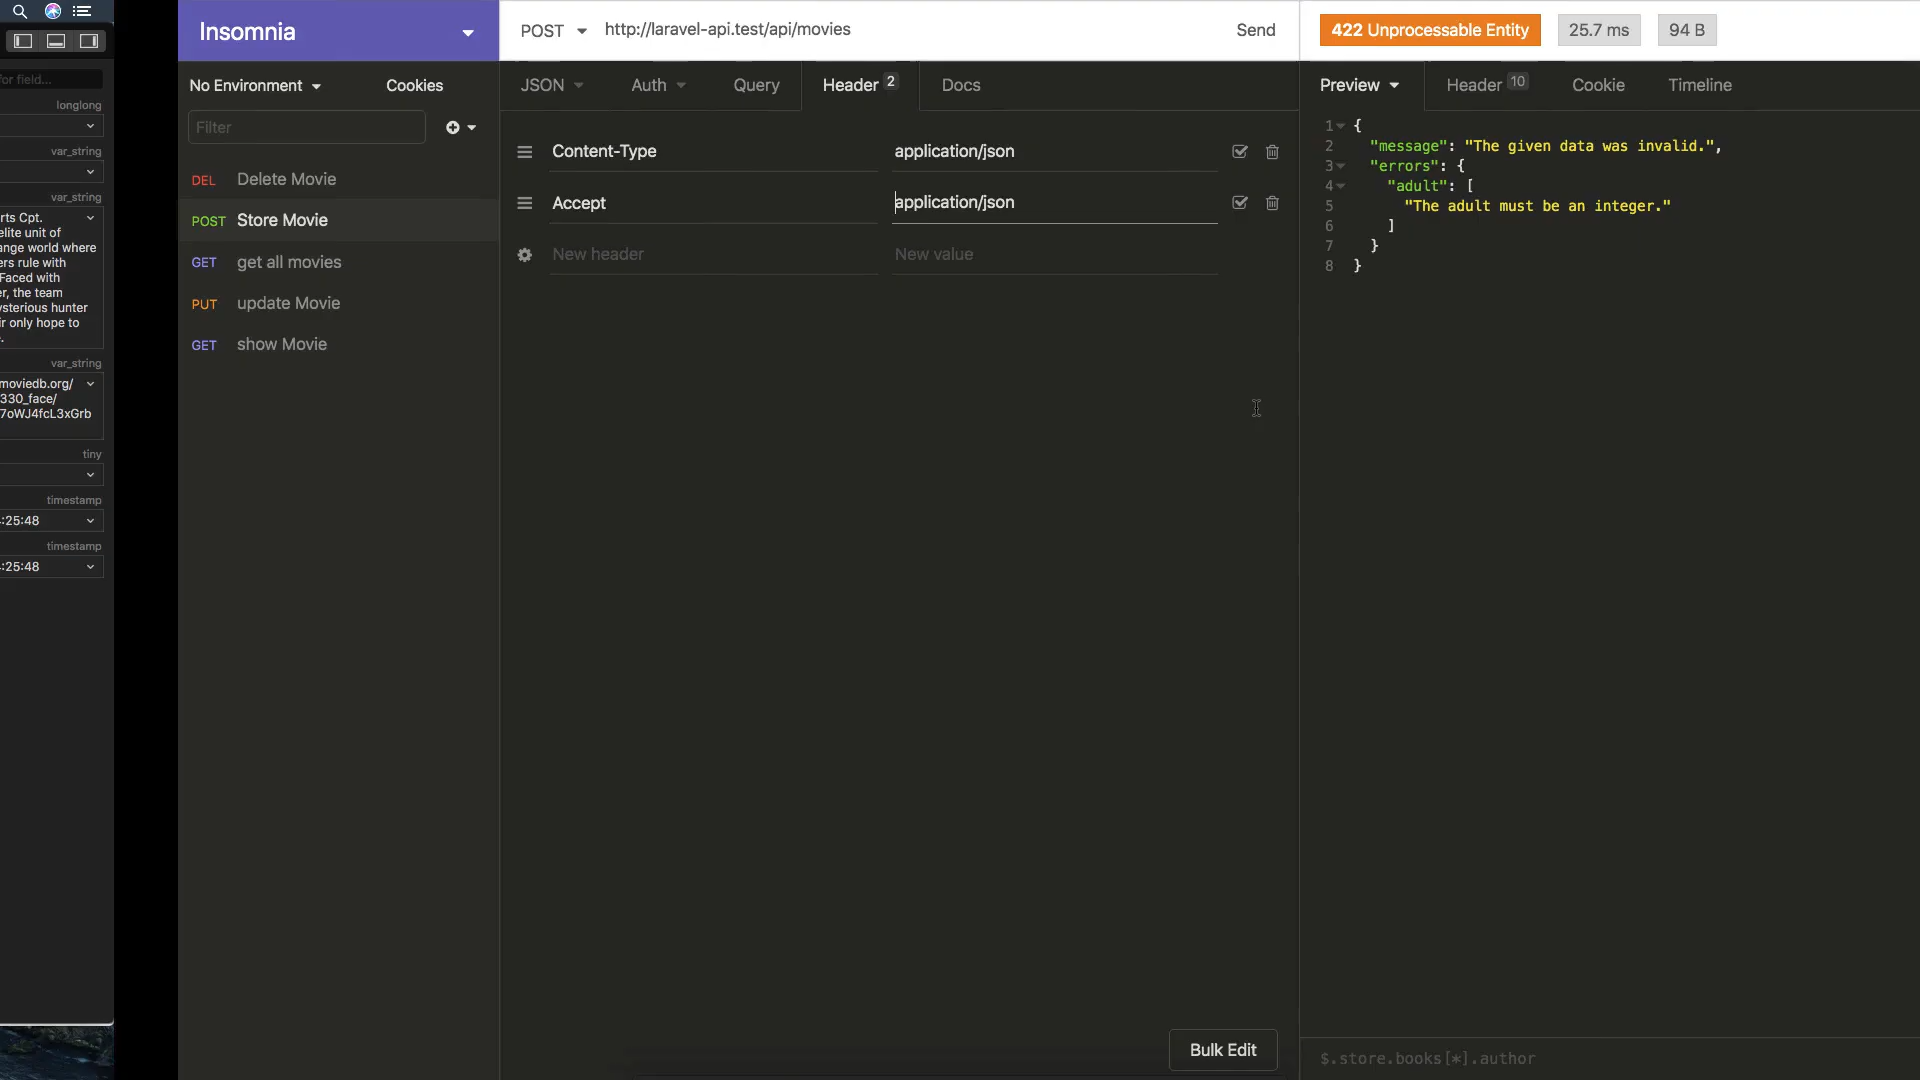 for field...
longlong
var_string
var_string
rts Cpt.
elite unit of
ange world where
ers rule with
Faced with
er, the team
ysterious hunter
ir only hope to
.
var_string
moviedb.org/
330_face/
7oWJ4fcL3xGrb
tiny
timestamp
:25:48
timestamp
:25:48
Insomnia
No Environment
Cookies
Filter
DEL Delete Movie
POST Store Movie
GET get all movies
PUT update Movie
GET show Movie
POST http://laravel-api.test/api/movies Send
JSON Auth Query Header 2 Docs
Content-Type application/json
Accept application/json
New header New value
Bulk Edit
422 Unprocessable Entity 25.7 ms 94 B
Preview Header 10 Cookie Timeline
1 {
2 "message": "The given data was invalid.",
3 "errors": {
4 "adult": [
5 "The adult must be an integer."
6 ]
7 }
8 }
$.store.books[*].author